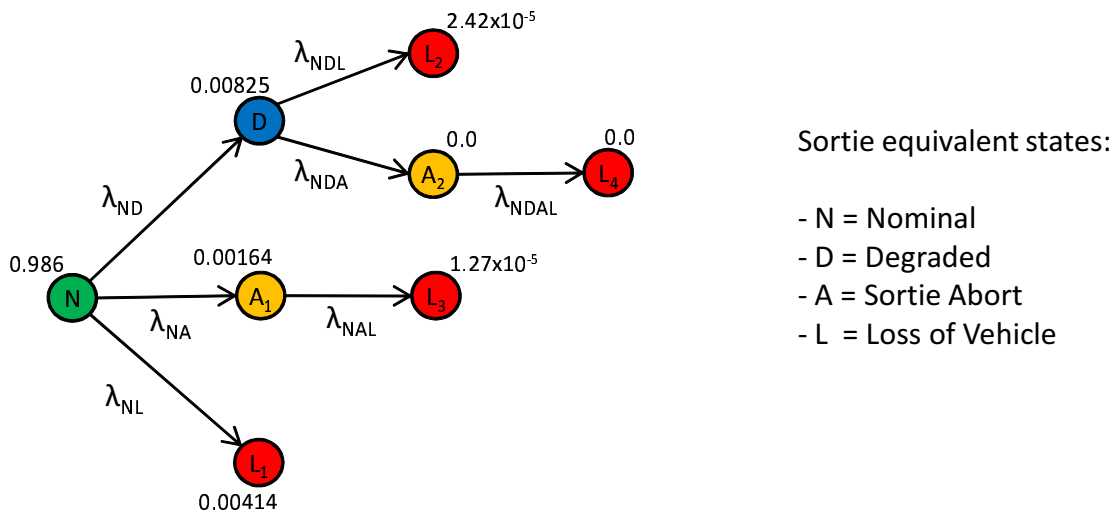 2.42x10⁻⁵
λNDL
L₂
0.00825
D
0.0
0.0
λNDA
A₂
L₄
λND
λNDAL
0.00164
1.27x10⁻⁵
0.986
N
A₁
L₃
λNA
λNAL
λNL
L₁
0.00414
Sortie equivalent states:
- N = Nominal
- D = Degraded
- A = Sortie Abort
- L = Loss of Vehicle